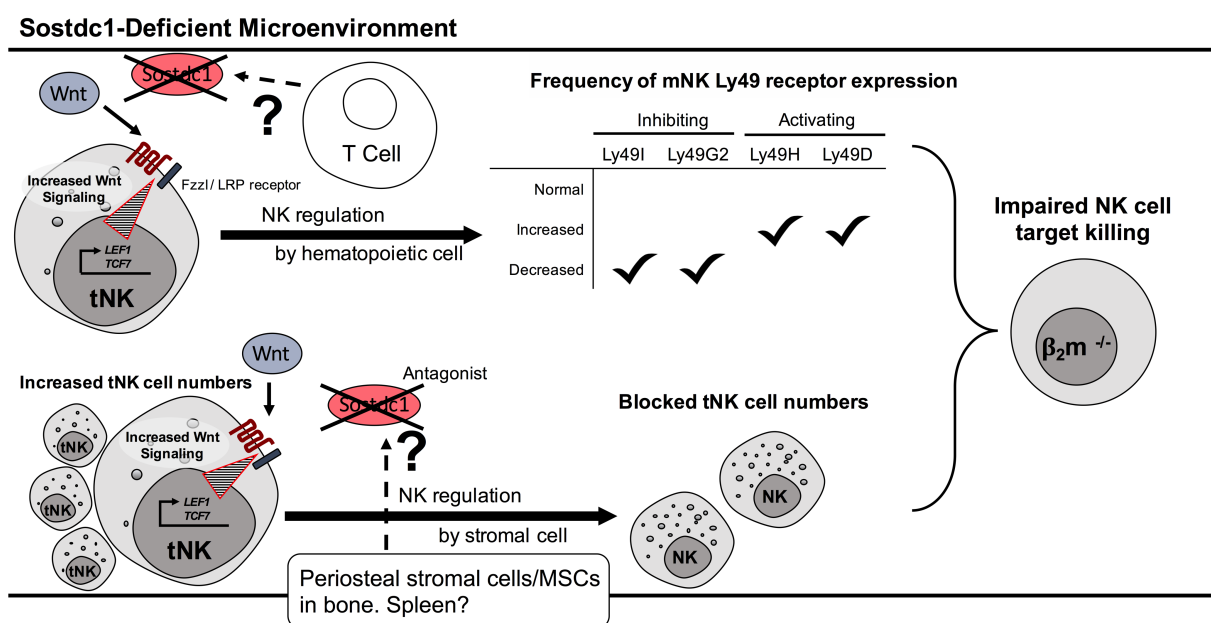 Sostdc1-Deficient Microenvironment
Sostdc1
Wnt
?
T Cell
Increased Wnt
Signaling
Fzzl / LRP receptor
LEF1
TCF7
tNK
NK regulation
by hematopoietic cell
Frequency of mNK Ly49 receptor expression
Inhibiting Activating
Ly49I Ly49G2 Ly49H Ly49D
Normal
Increased
Decreased
Impaired NK cell
target killing
β₂m -/-
Increased tNK cell numbers
tNK
tNK
tNK
Wnt
Increased Wnt
Signaling
LEF1
TCF7
tNK
Antagonist
Sostdc1
?
NK regulation
by stromal cell
Periosteal stromal cells/MSCs
in bone. Spleen?
Blocked tNK cell numbers
NK
NK